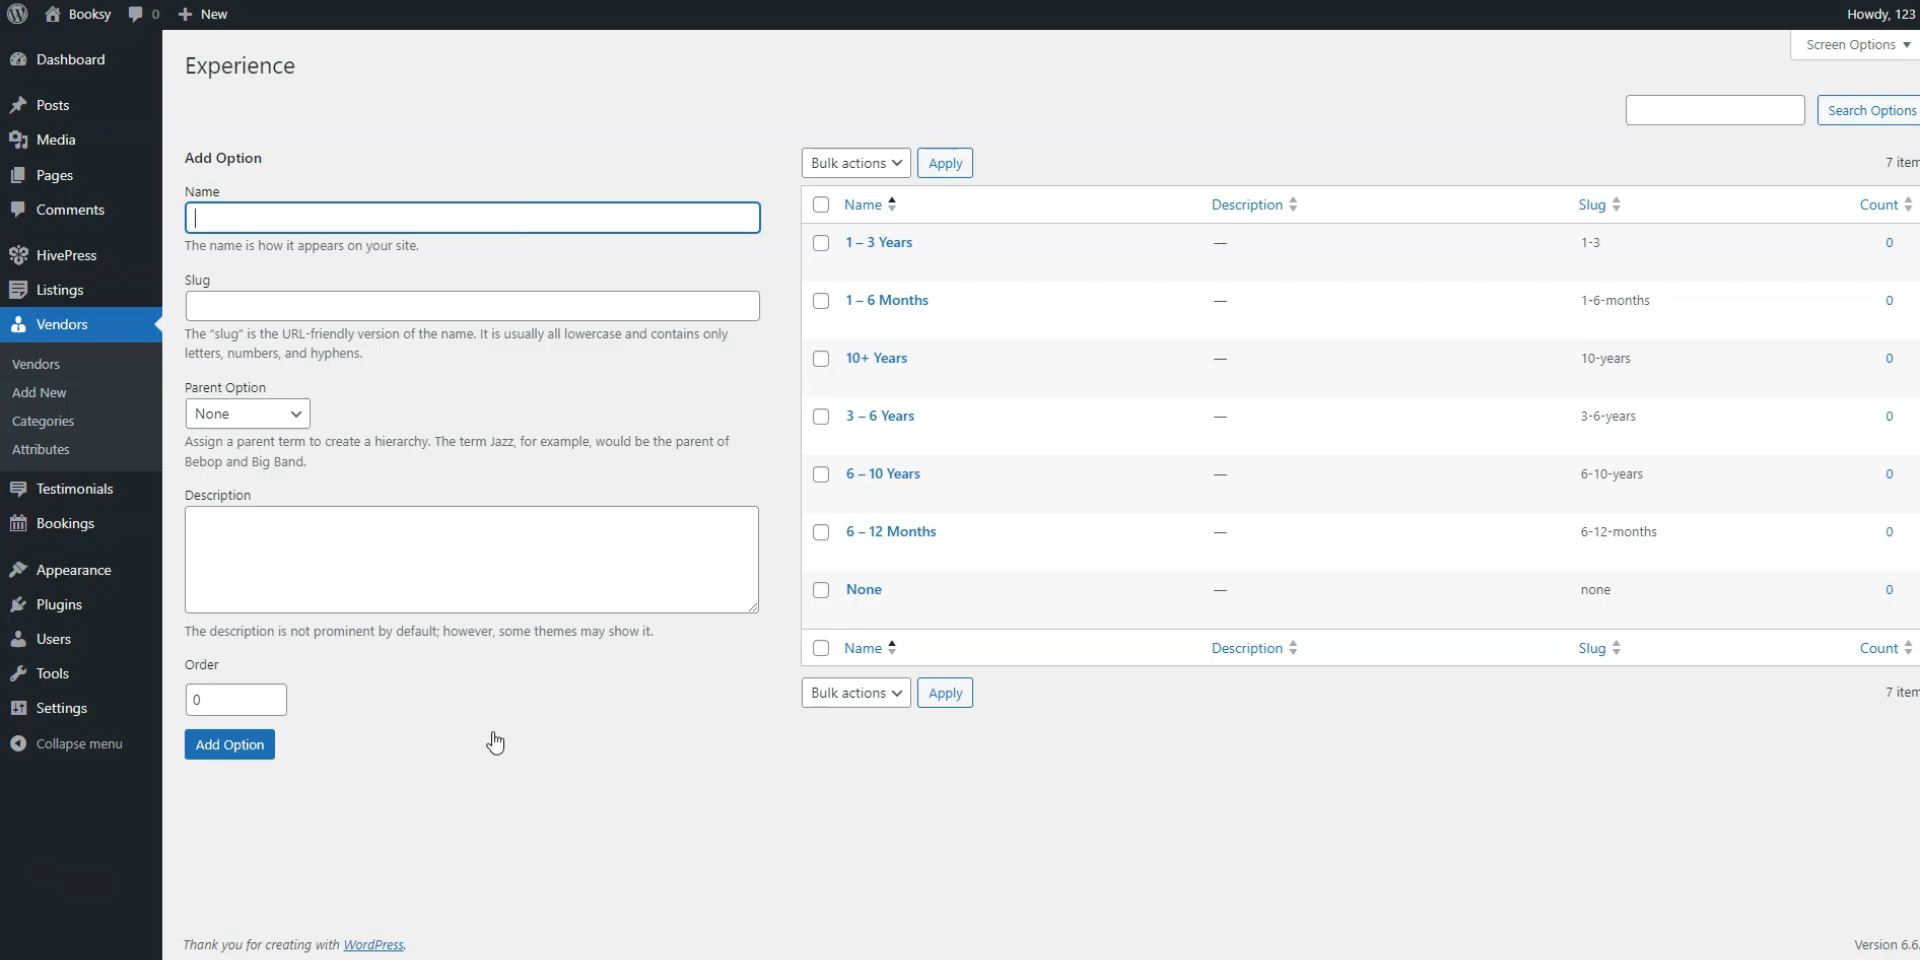 Booksy 0 New Howdy, 123
Screen Options
Dashboard
Posts
Media
Pages
Comments
HivePress
Listings
Vendors
Vendors
Add New
Categories
Attributes
Testimonials
Bookings
Appearance
Plugins
Users
Tools
Settings
Collapse menu
Experience
Search Options
Add Option
Name
The name is how it appears on your site.
Slug
The “slug” is the URL-friendly version of the name. It is usually all lowercase and contains only
letters, numbers, and hyphens.
Parent Option
None
Assign a parent term to create a hierarchy. The term Jazz, for example, would be the parent of
Bebop and Big Band.
Description
The description is not prominent by default; however, some themes may show it.
Order
0
Add Option
Bulk actions Apply 7 item
Name Description Slug Count
1 – 3 Years — 1-3 0
1 – 6 Months — 1-6-months 0
10+ Years — 10-years 0
3 – 6 Years — 3-6-years 0
6 – 10 Years — 6-10-years 0
6 – 12 Months — 6-12-months 0
None — none 0
Name Description Slug Count
Bulk actions Apply 7 item
Thank you for creating with WordPress. Version 6.6.